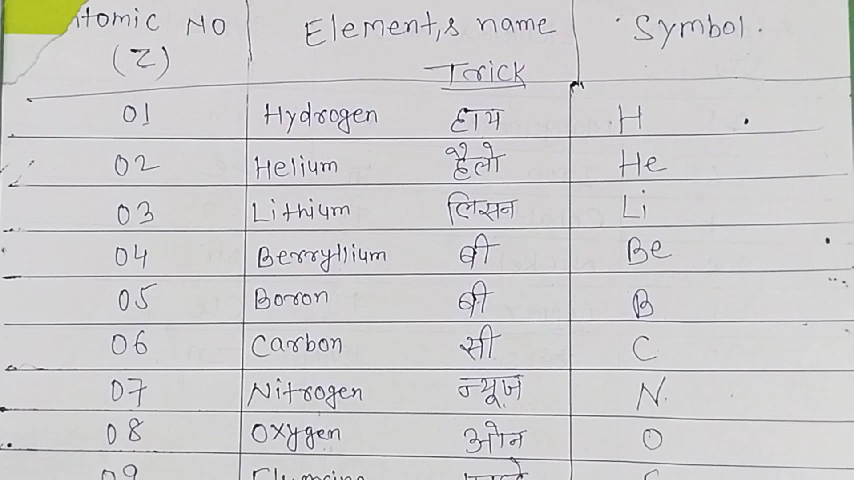 Atomic No Element,s name Symbol.
(Z) Trick
01 Hydrogen हाय H
02 Helium हैलो He
03 Lithium लिसन Li
04 Berryllium बी Be
05 Boron बी B
06 Carbon सी C
07 Nitrogen न्यूज़ N.
08 Oxygen ओन O
09